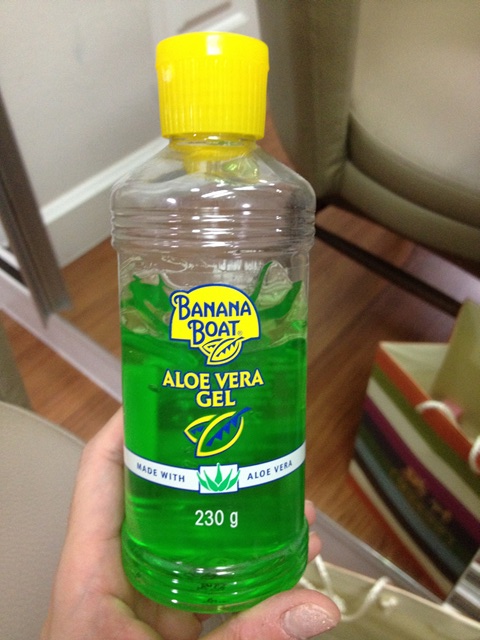 BANANA
BOAT
ALOE VERA
GEL
MADE WITH ALOE VERA
230 g